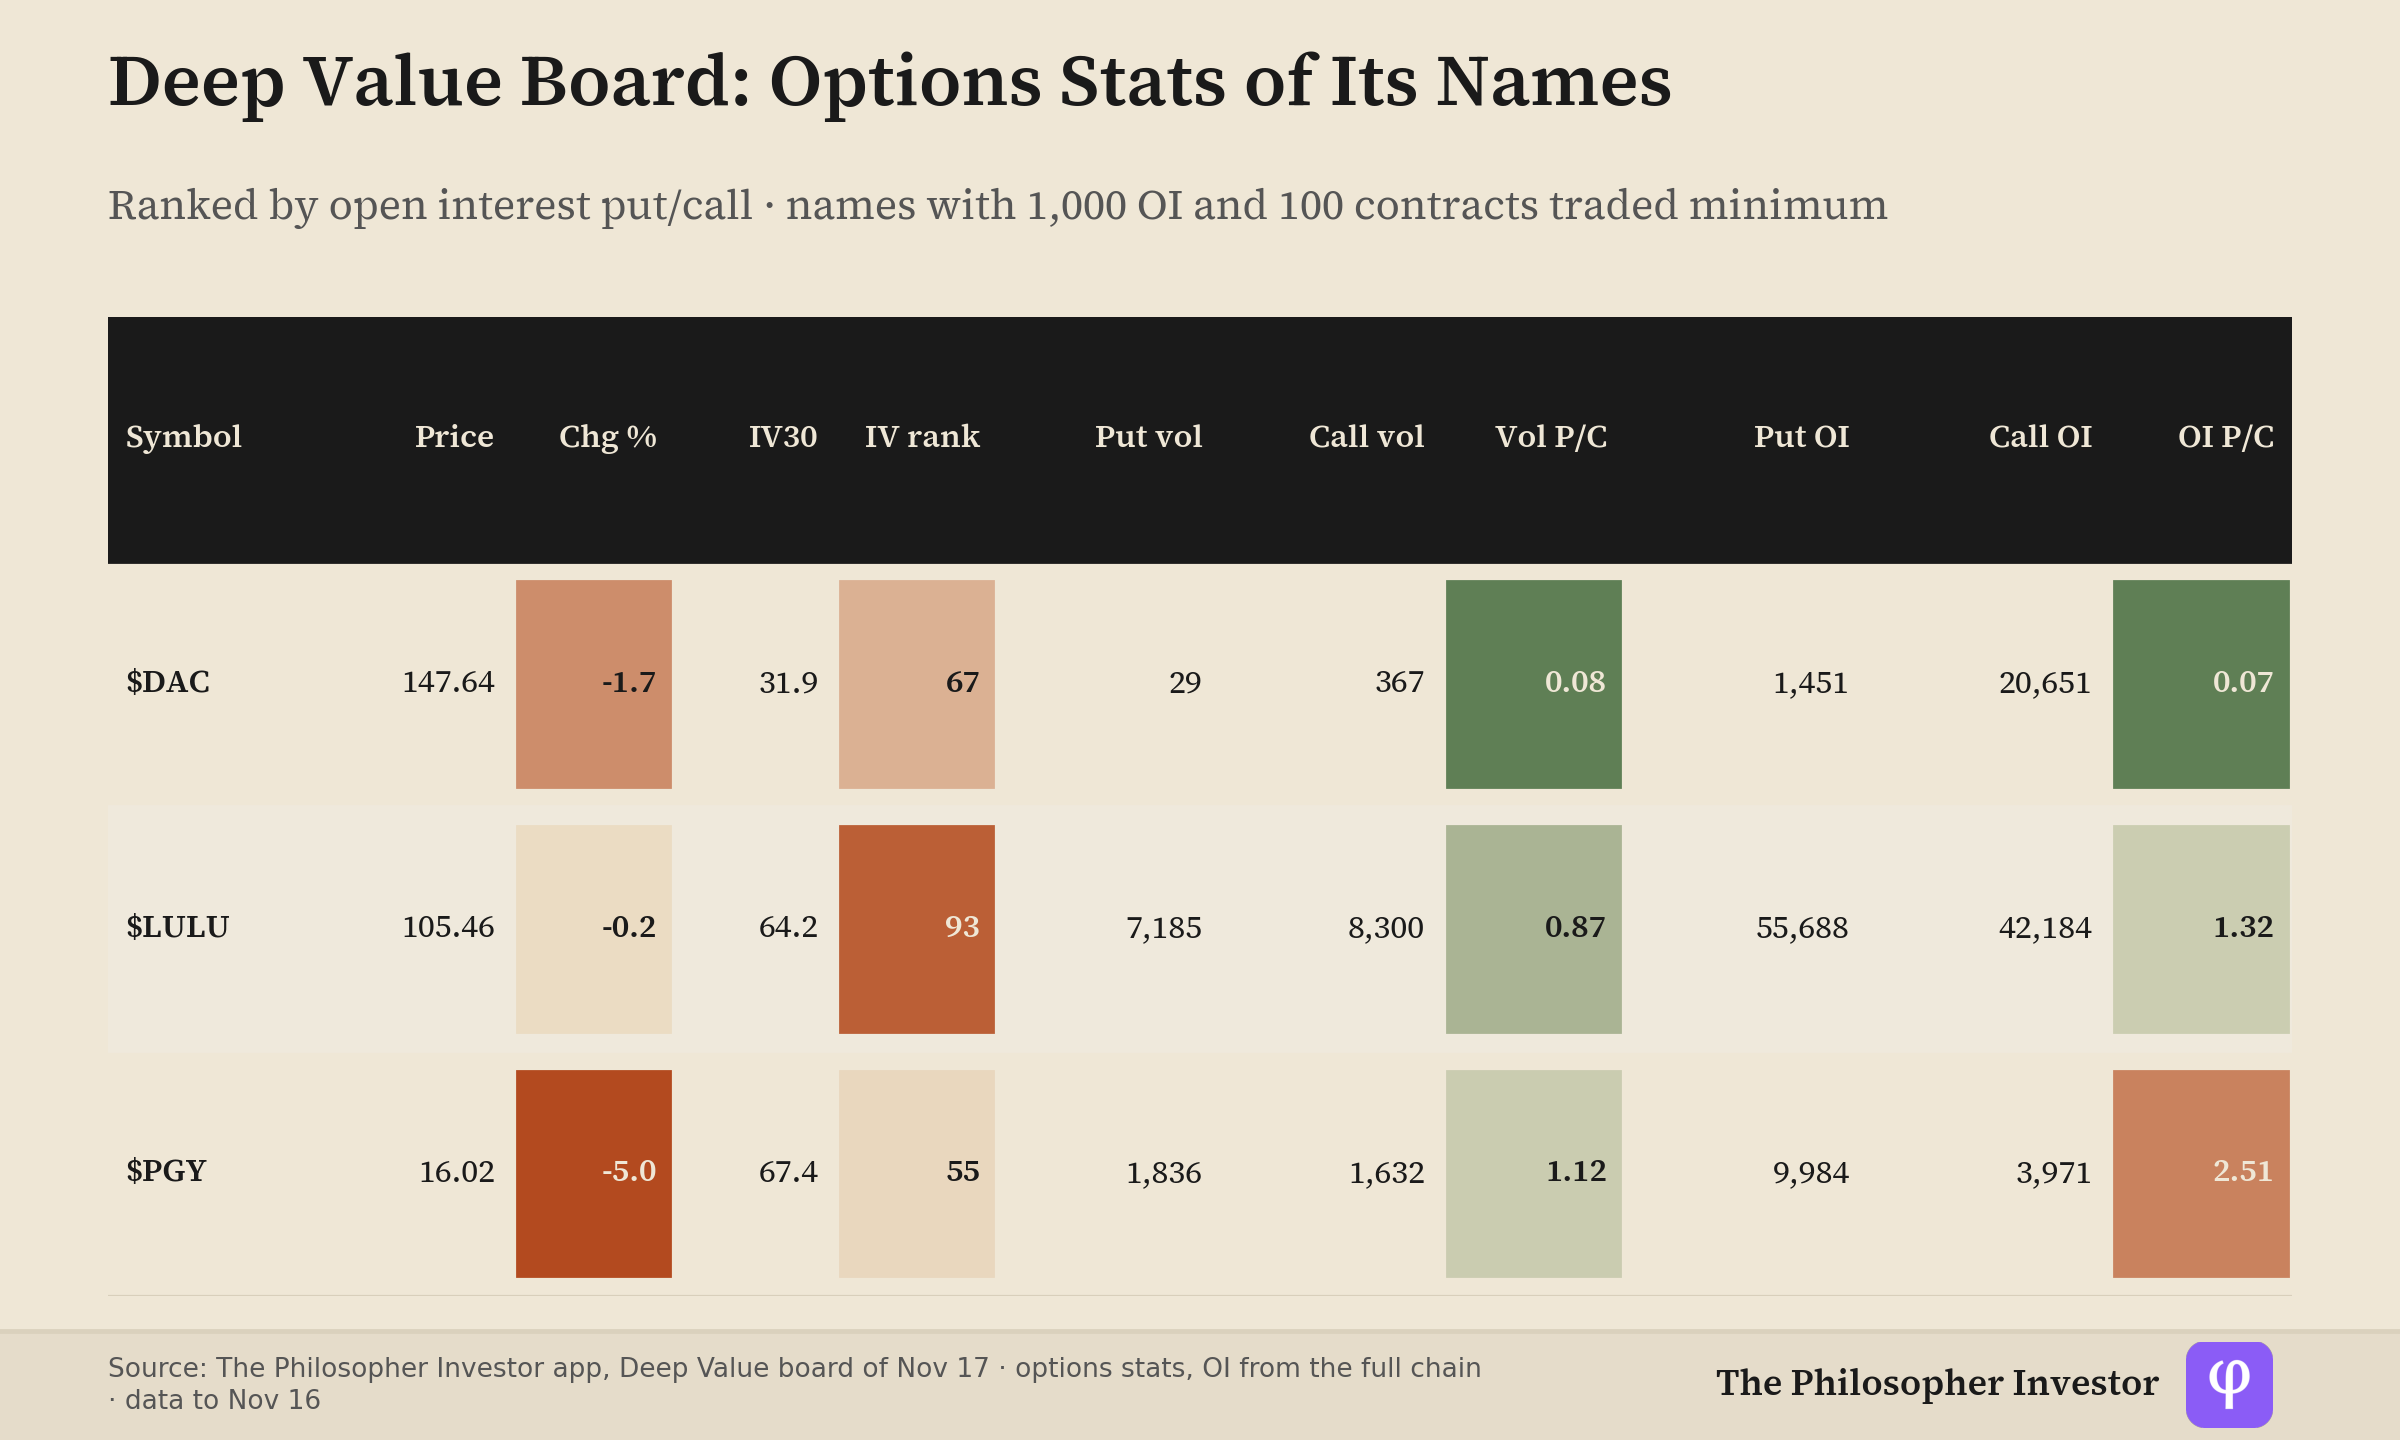 Deep Value Board: Options Stats of Its Names
Ranked by open interest put/call · names with 1,000 OI and 100 contracts traded minimum
Symbol Price Chg % IV30 IV rank Put vol Call vol Vol P/C Put OI Call OI OI P/C
$DAC 147.64 -1.7 31.9 67 29 367 0.08 1,451 20,651 0.07
$LULU 105.46 -0.2 64.2 93 7,185 8,300 0.87 55,688 42,184 1.32
$PGY 16.02 -5.0 67.4 55 1,836 1,632 1.12 9,984 3,971 2.51
Source: The Philosopher Investor app, Deep Value board of Nov 17 · options stats, OI from the full chain
· data to Nov 16
The Philosopher Investor φ